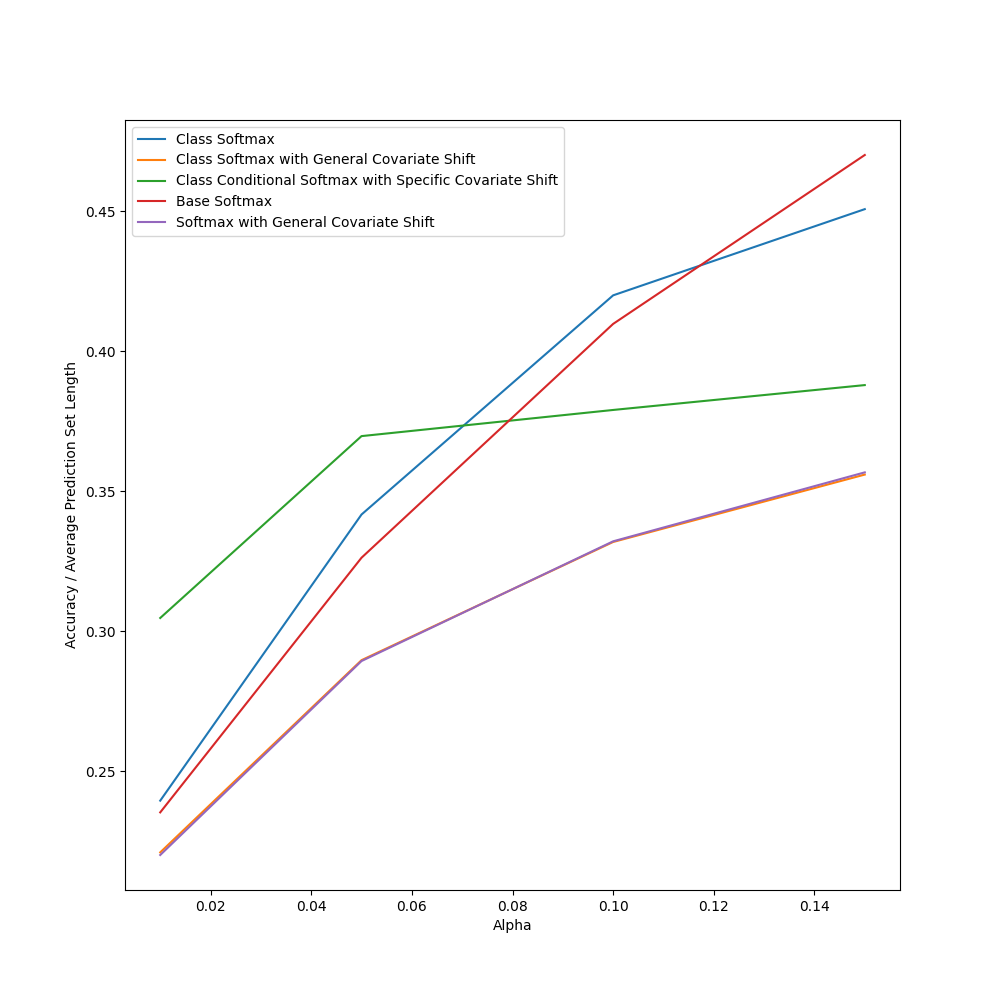 Class Softmax
Class Softmax with General Covariate Shift
Class Conditional Softmax with Specific Covariate Shift
Base Softmax
Softmax with General Covariate Shift
0.45
0.40
0.35
0.30
0.25
Accuracy / Average Prediction Set Length
0.02 0.04 0.06 0.08 0.10 0.12 0.14
Alpha